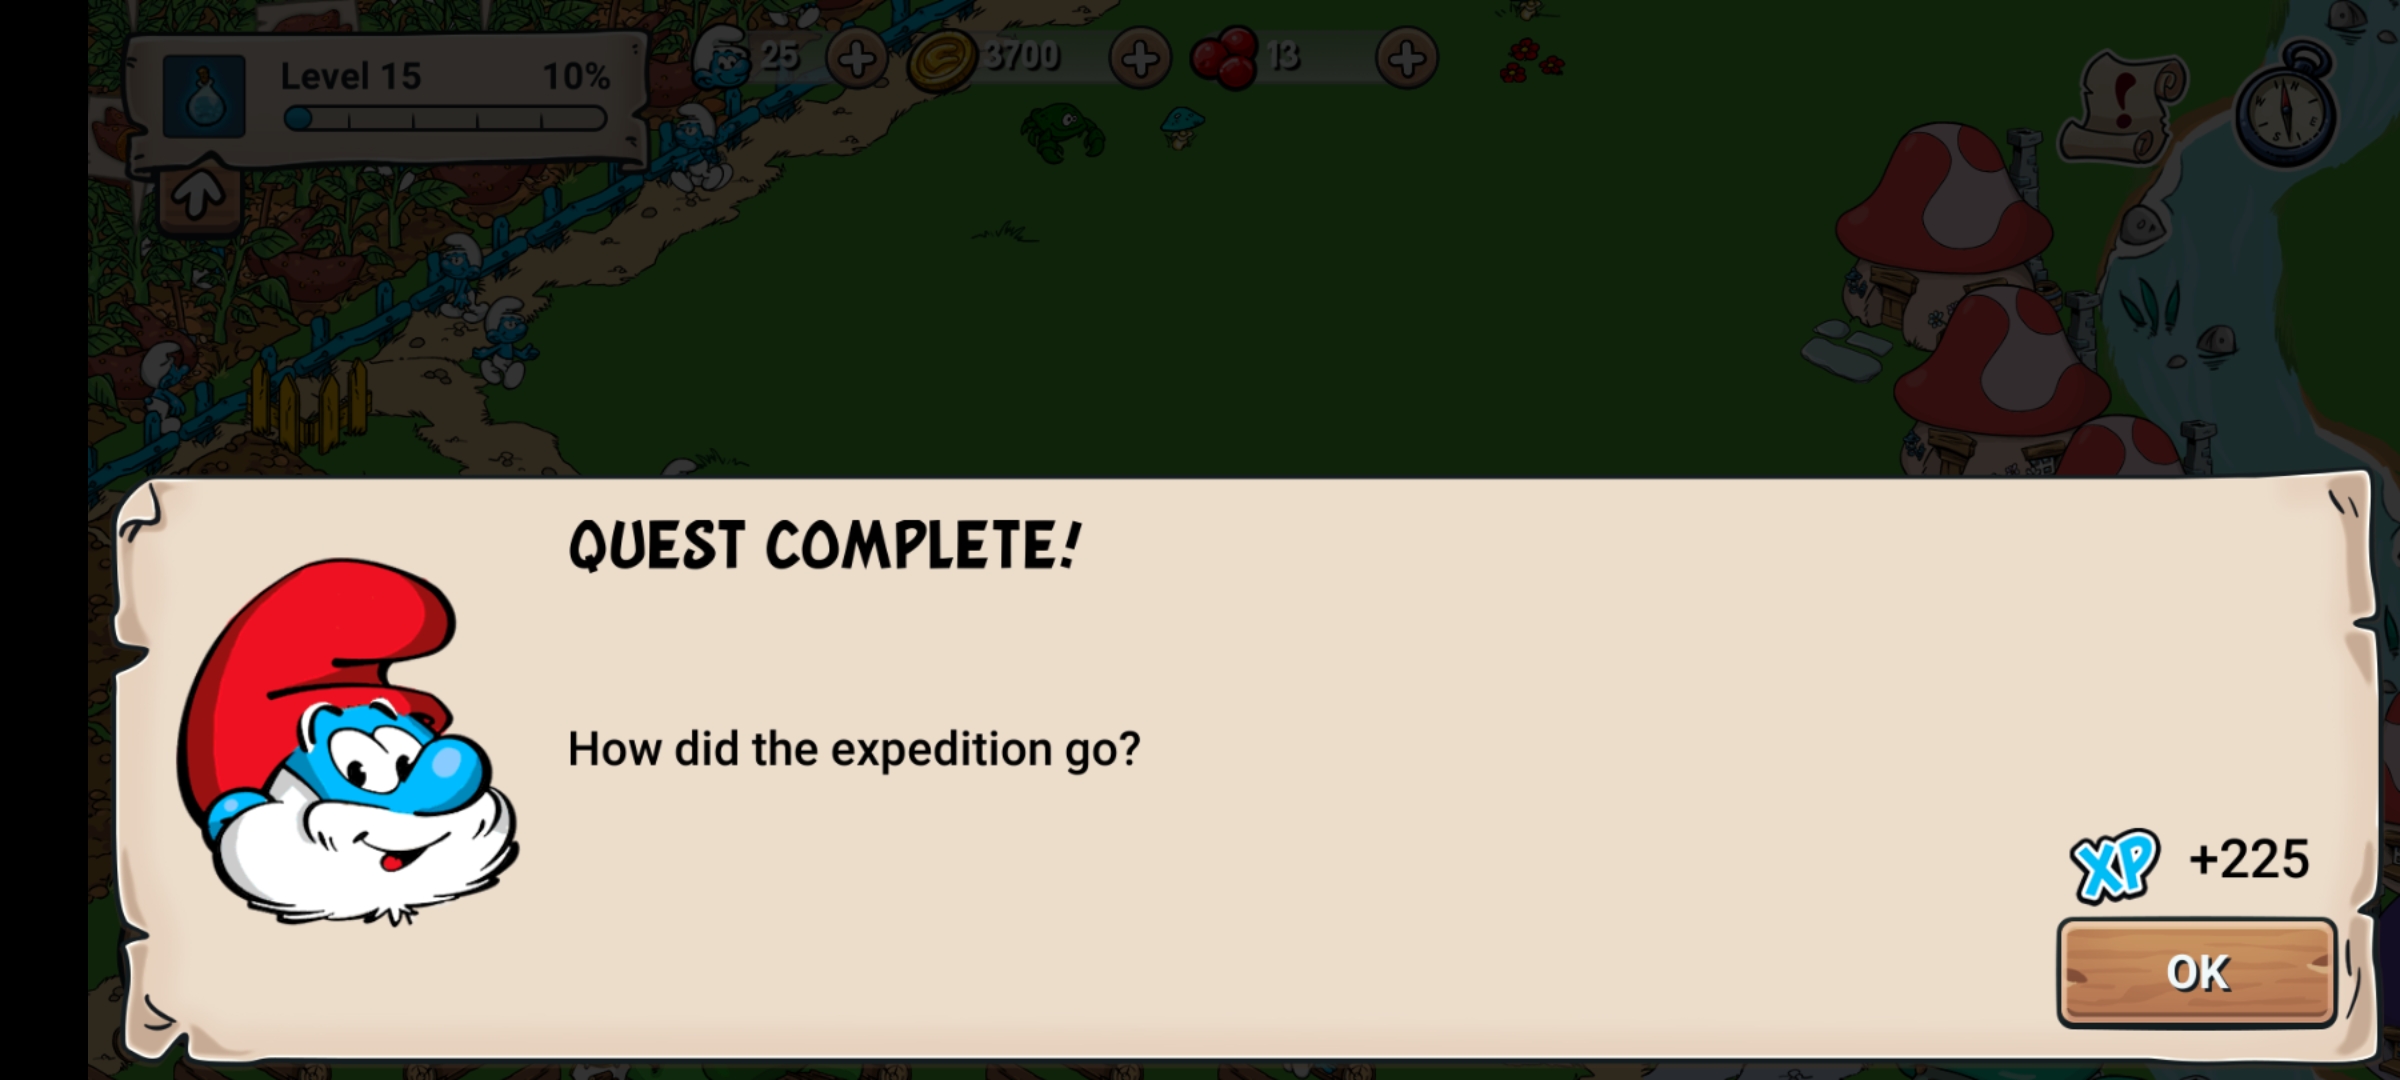 Level 15 10%
25
3700
13
QUEST COMPLETE!
How did the expedition go?
XP +225
OK